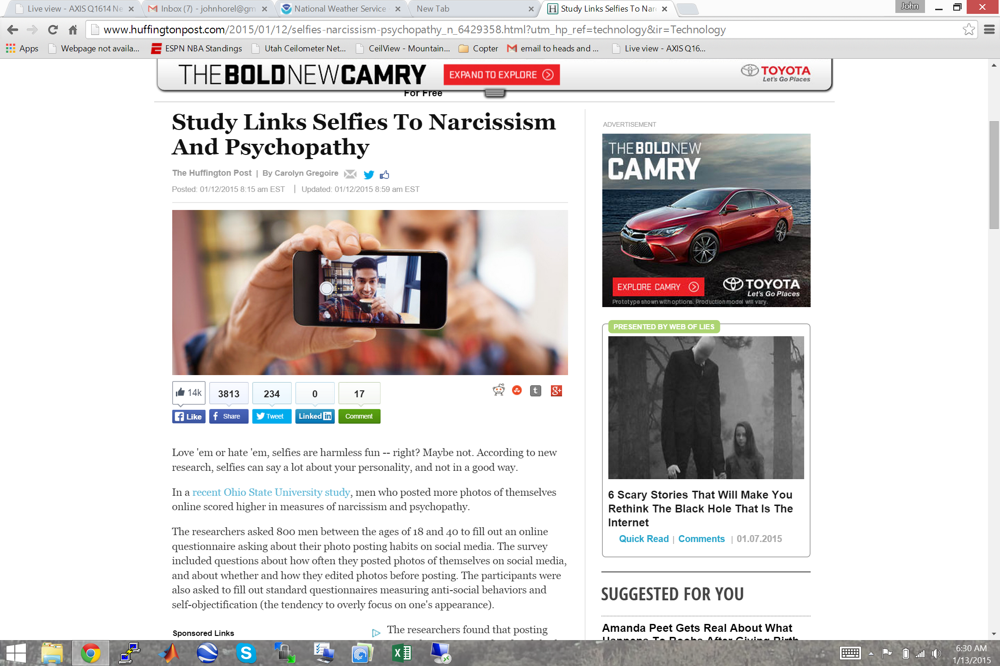 Live view - AXIS Q1614 Ne
Inbox (7) - johnhorel@gm
National Weather Service
New Tab
Study Links Selfies To Nar
John
www.huffingtonpost.com/2015/01/12/selfies-narcissism-psychopathy_n_6429358.html?utm_hp_ref=technology&ir=Technology
Apps
Webpage not availa...
ESPN NBA Standings
Utah Ceilometer Net...
CeilView - Mountain...
Copter
email to heads and ...
Live view - AXIS Q16...
THEBOLDNEWCAMRY
EXPAND TO EXPLORE
TOYOTA
Let's Go Places
For Free
Study Links Selfies To Narcissism
And Psychopathy
The Huffington Post | By Carolyn Gregoire
Posted: 01/12/2015 8:15 am EST | Updated: 01/12/2015 8:59 am EST
14k
3813
234
0
17
Like
Share
Tweet
Linked in
Comment
Love 'em or hate 'em, selfies are harmless fun -- right? Maybe not. According to new
research, selfies can say a lot about your personality, and not in a good way.
In a recent Ohio State University study, men who posted more photos of themselves
online scored higher in measures of narcissism and psychopathy.
The researchers asked 800 men between the ages of 18 and 40 to fill out an online
questionnaire asking about their photo posting habits on social media. The survey
included questions about how often they posted photos of themselves on social media,
and about whether and how they edited photos before posting. The participants were
also asked to fill out standard questionnaires measuring anti-social behaviors and
self-objectification (the tendency to overly focus on one's appearance).
Sponsored Links
The researchers found that posting
ADVERTISEMENT
THEBOLDNEW
CAMRY
EXPLORE CAMRY
TOYOTA
Let's Go Places
Prototype shown with options. Production model will vary.
PRESENTED BY WEB OF LIES
6 Scary Stories That Will Make You
Rethink The Black Hole That Is The
Internet
Quick Read | Comments | 01.07.2015
SUGGESTED FOR YOU
Amanda Peet Gets Real About What
Happens To Boobs After Giving Birth
6:30 AM
1/13/2015